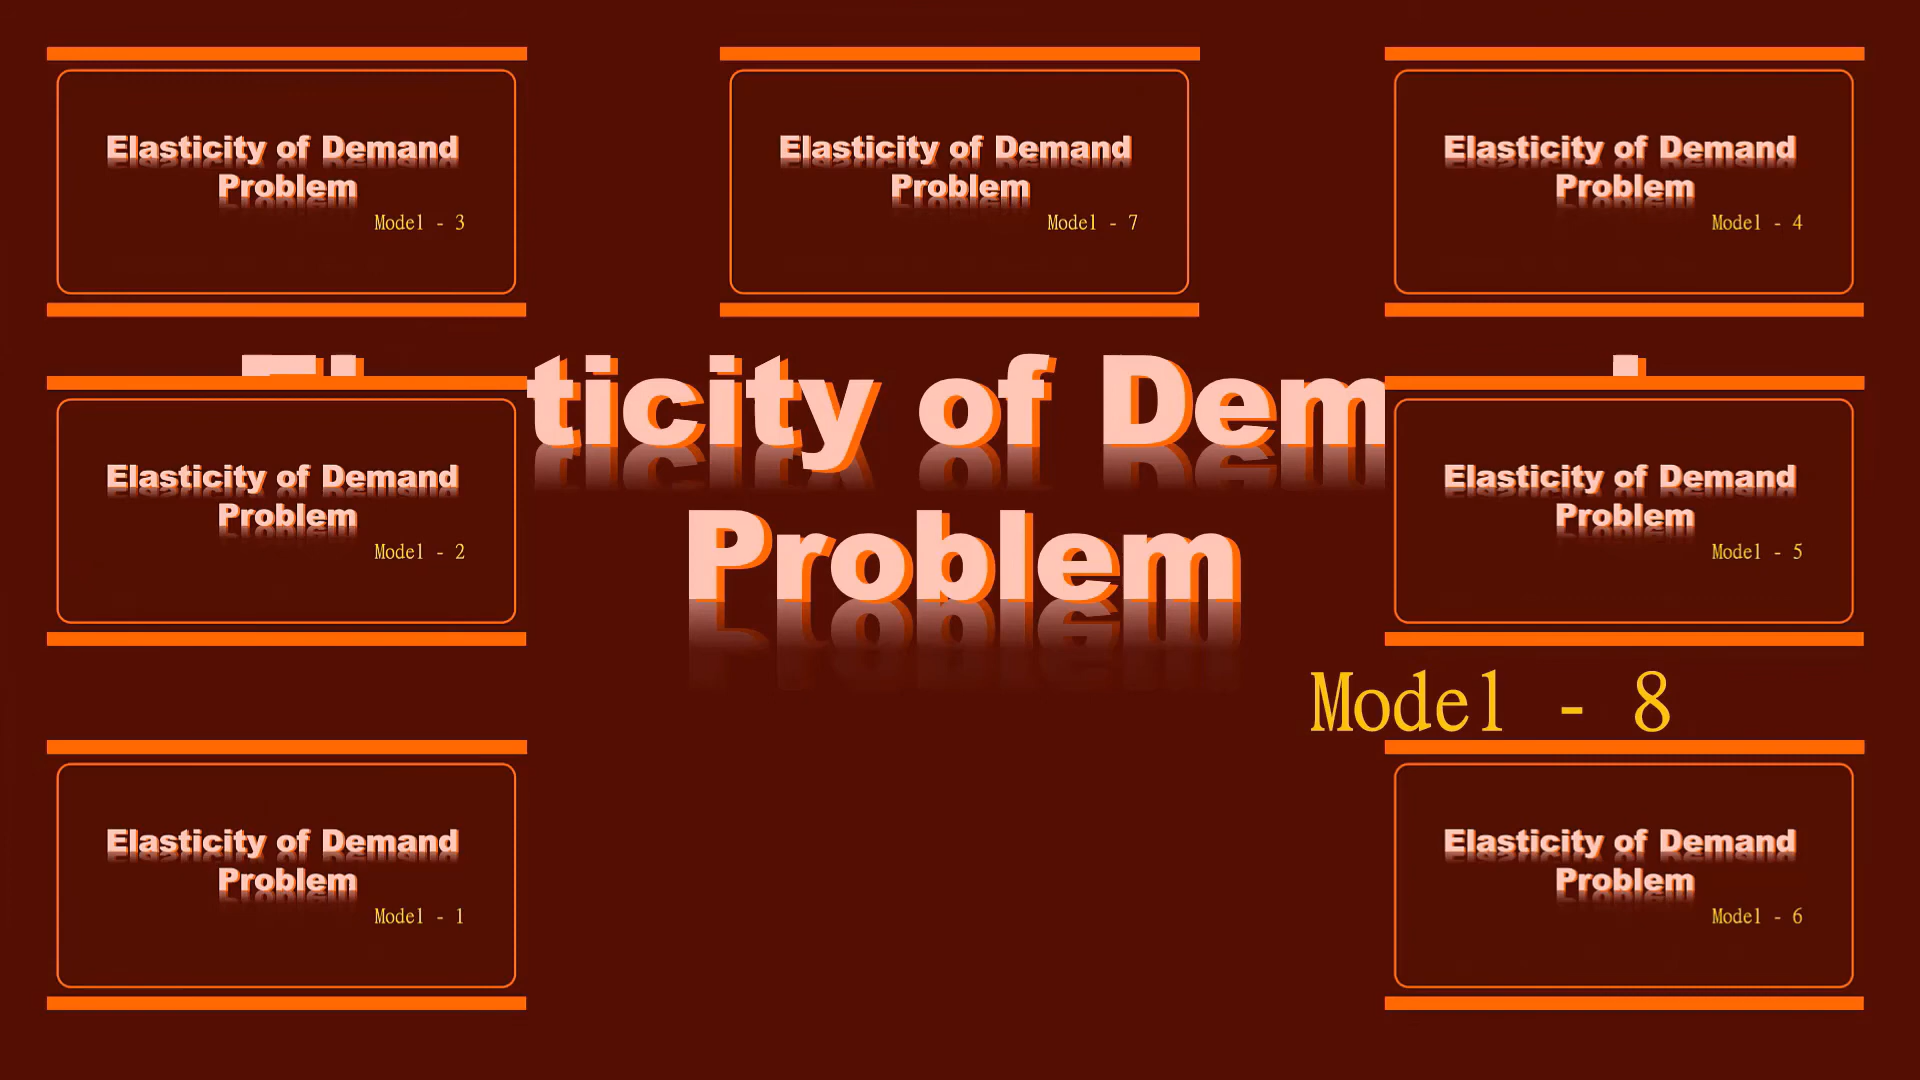 Elasticity of Demand
Problem
Model - 3
Elasticity of Demand
Problem
Model - 7
Elasticity of Demand
Problem
Model - 4
ticity of Dem
Problem
Model - 8
Elasticity of Demand
Problem
Model - 2
Elasticity of Demand
Problem
Model - 5
Elasticity of Demand
Problem
Model - 1
Elasticity of Demand
Problem
Model - 6